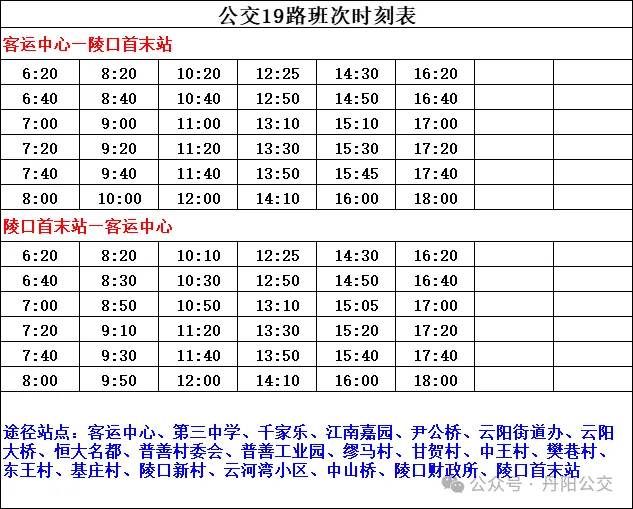 公交19路班次时刻表
客运中心—陵口首末站
6:20 8:20 10:20 12:25 14:30 16:20
6:40 8:40 10:40 12:50 14:50 16:40
7:00 9:00 11:00 13:10 15:10 17:00
7:20 9:20 11:20 13:30 15:30 17:20
7:40 9:40 11:40 13:50 15:45 17:40
8:00 10:00 12:00 14:10 16:00 18:00
陵口首末站—客运中心
6:20 8:20 10:10 12:25 14:30 16:20
6:40 8:30 10:30 12:50 14:50 16:40
7:00 8:50 10:50 13:10 15:05 17:00
7:20 9:10 11:20 13:30 15:20 17:20
7:40 9:30 11:40 13:50 15:40 17:40
8:00 9:50 12:00 14:10 16:00 18:00
途径站点：客运中心、第三中学、千家乐、江南嘉园、尹公桥、云阳街道办、云阳
大桥、恒大名都、普善村委会、普善工业园、缪马村、甘贺村、中王村、樊巷村、
东王村、基庄村、陵口新村、云河湾小区、中山桥、陵口财政所、陵口首末站
公众号 · 丹阳公交